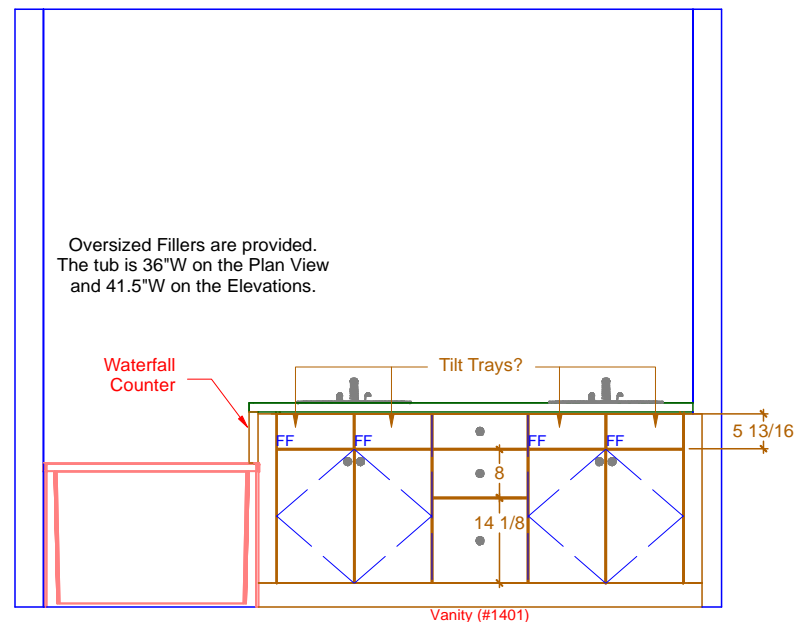 Oversized Fillers are provided.
The tub is 36"W on the Plan View
and 41.5"W on the Elevations.
Waterfall
Counter
Tilt Trays?
5 13/16
FF
FF
FF
FF
8
14 1/8
Vanity (#1401)